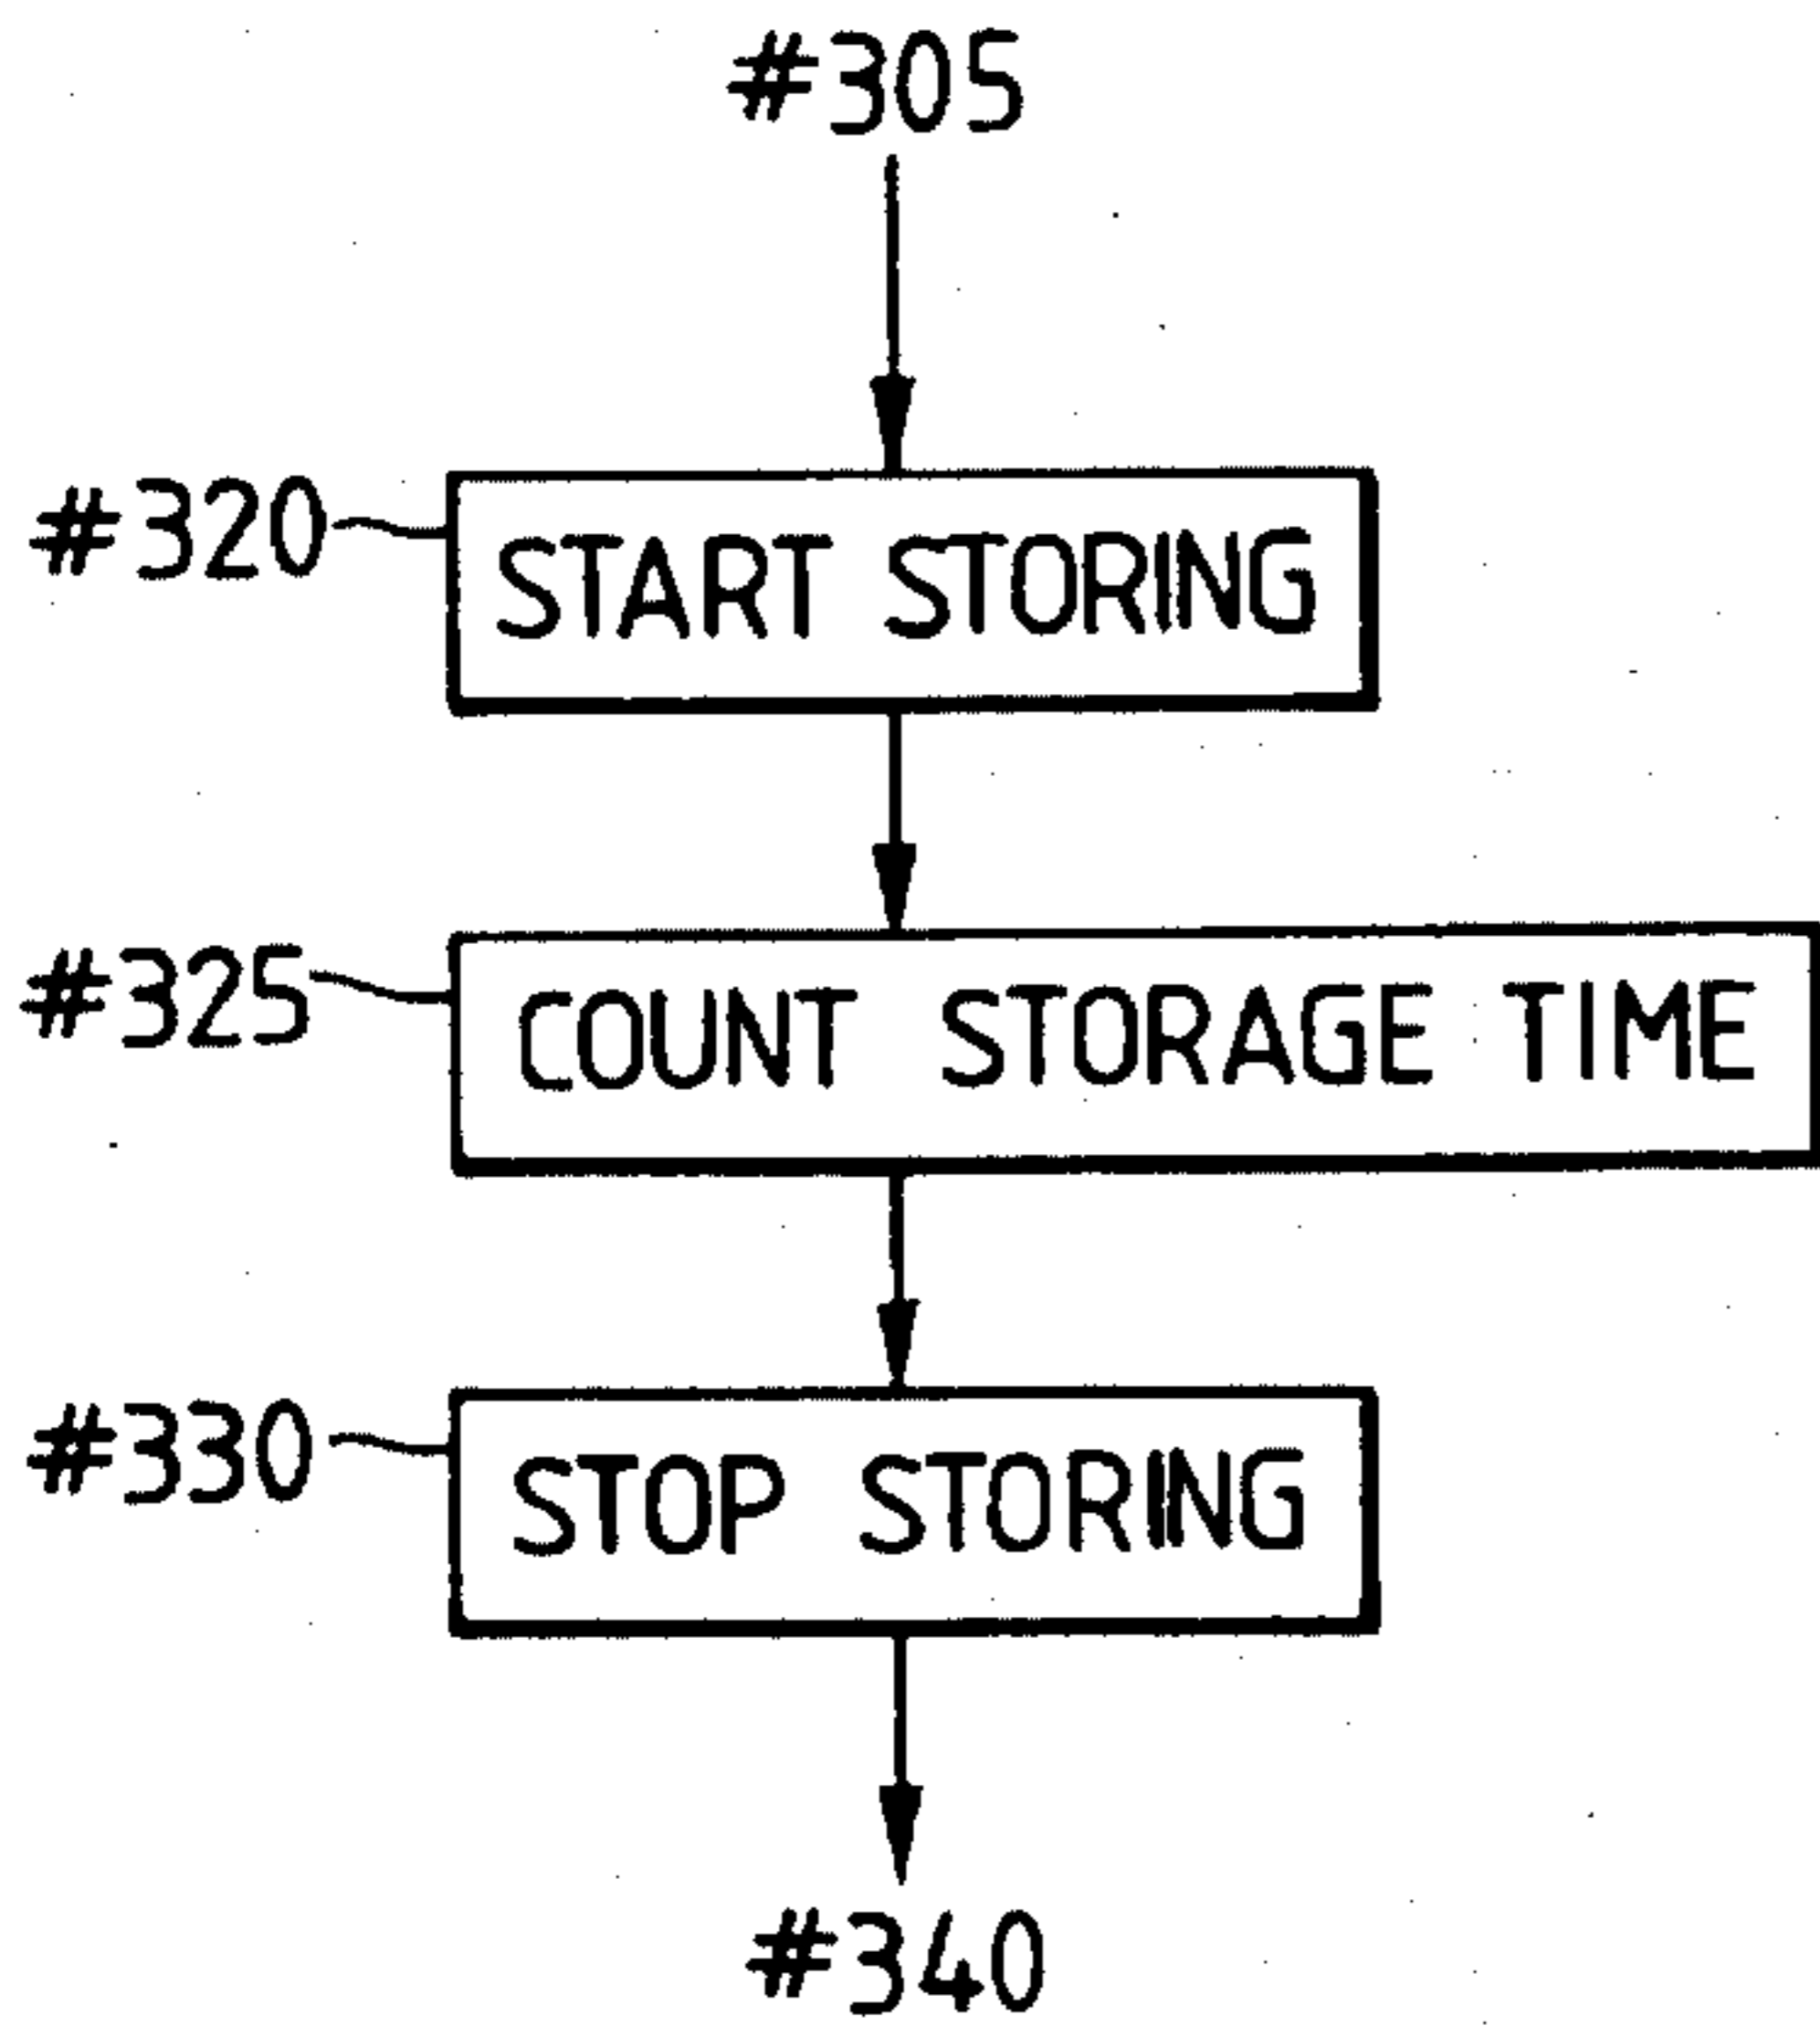 #305
#320
START STORING
#325
COUNT STORAGE TIME
#330
STOP STORING
#340